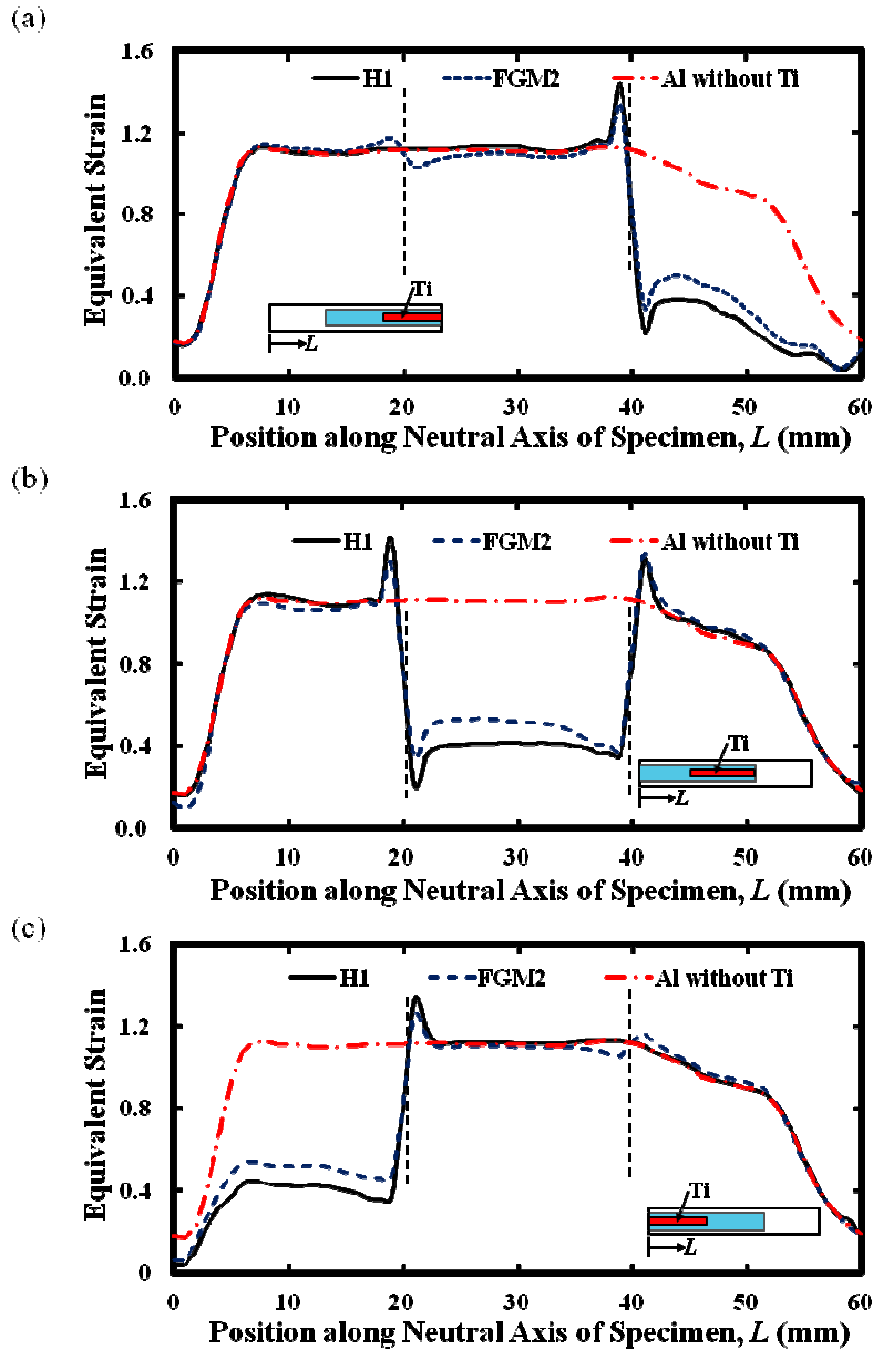 (a)
1.6
H1 FGM2 Al without Ti
1.2
0.8
0.4
0.0
Equivalent Strain
Ti
L
0 10 20 30 40 50 60
Position along Neutral Axis of Specimen, L (mm)
(b)
1.6
H1 FGM2 Al without Ti
1.2
0.8
0.4
0.0
Equivalent Strain
Ti
L
0 10 20 30 40 50 60
Position along Neutral Axis of Specimen, L (mm)
(c)
1.6
H1 FGM2 Al without Ti
1.2
0.8
0.4
0
Equivalent Strain
Ti
L
0 10 20 30 40 50 60
Position along Neutral Axis of Specimen, L (mm)